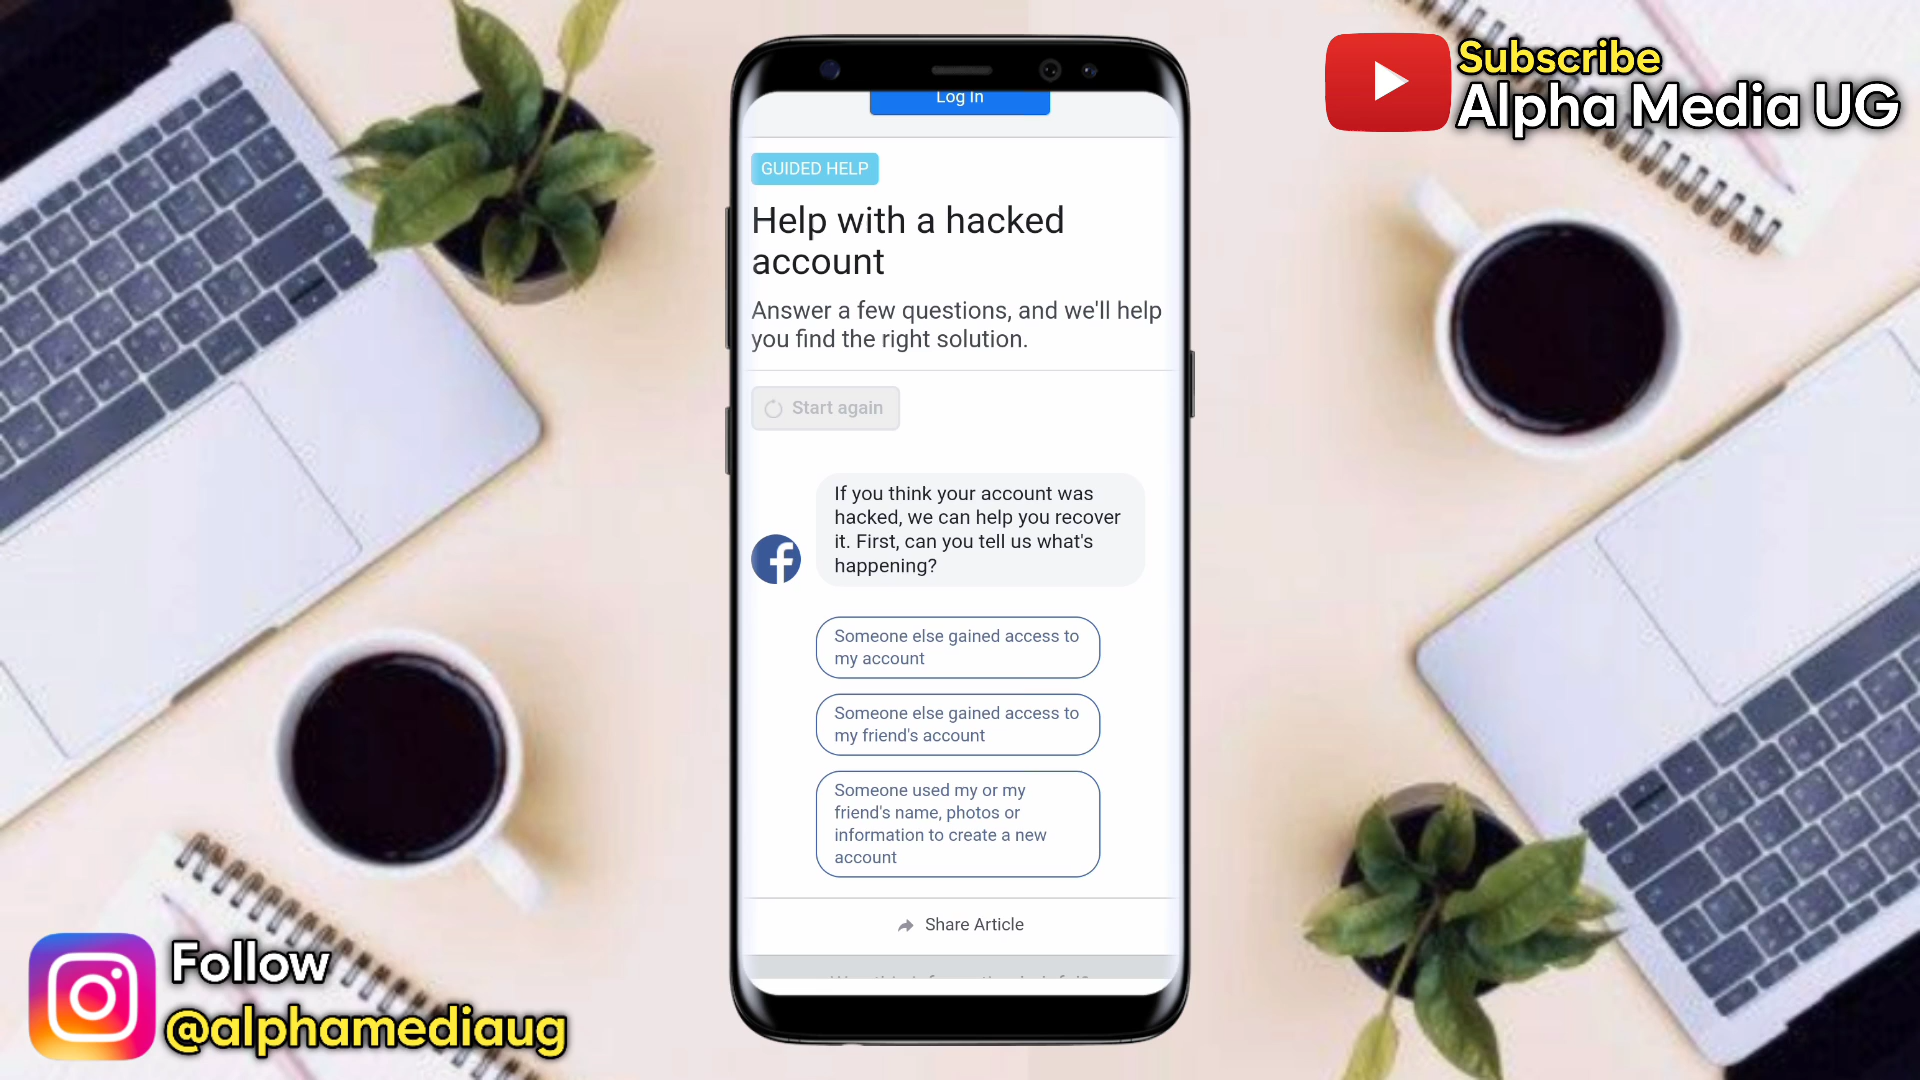 Log In
GUIDED HELP
Help with a hacked
account
Answer a few questions, and we'll help
you find the right solution.
Start again
If you think your account was
hacked, we can help you recover
it. First, can you tell us what's
happening?
Someone else gained access to
my account
Someone else gained access to
my friend's account
Someone used my or my
friend's name, photos or
information to create a new
account
Share Article
Subscribe
Alpha Media UG
Follow
@alphamediaug